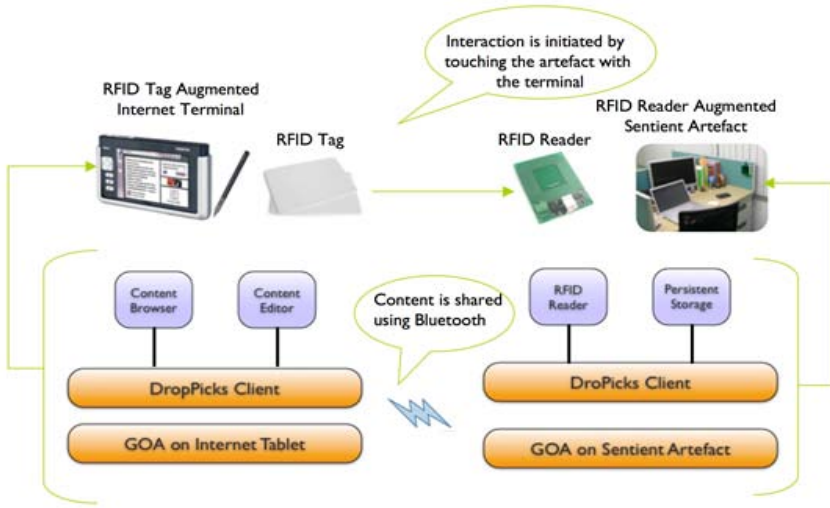 Interaction is initiated by
touching the artefact with
the terminal
RFID Tag Augmented
Internet Terminal
RFID Tag
RFID Reader
RFID Reader Augmented
Sentient Artefact
Content
Browser
Content
Editor
Content is shared
using Bluetooth
RFID
Reader
Persistent
Storage
DropPicks Client
DroPicks Client
GOA on Internet Tablet
GOA on Sentient Artefact